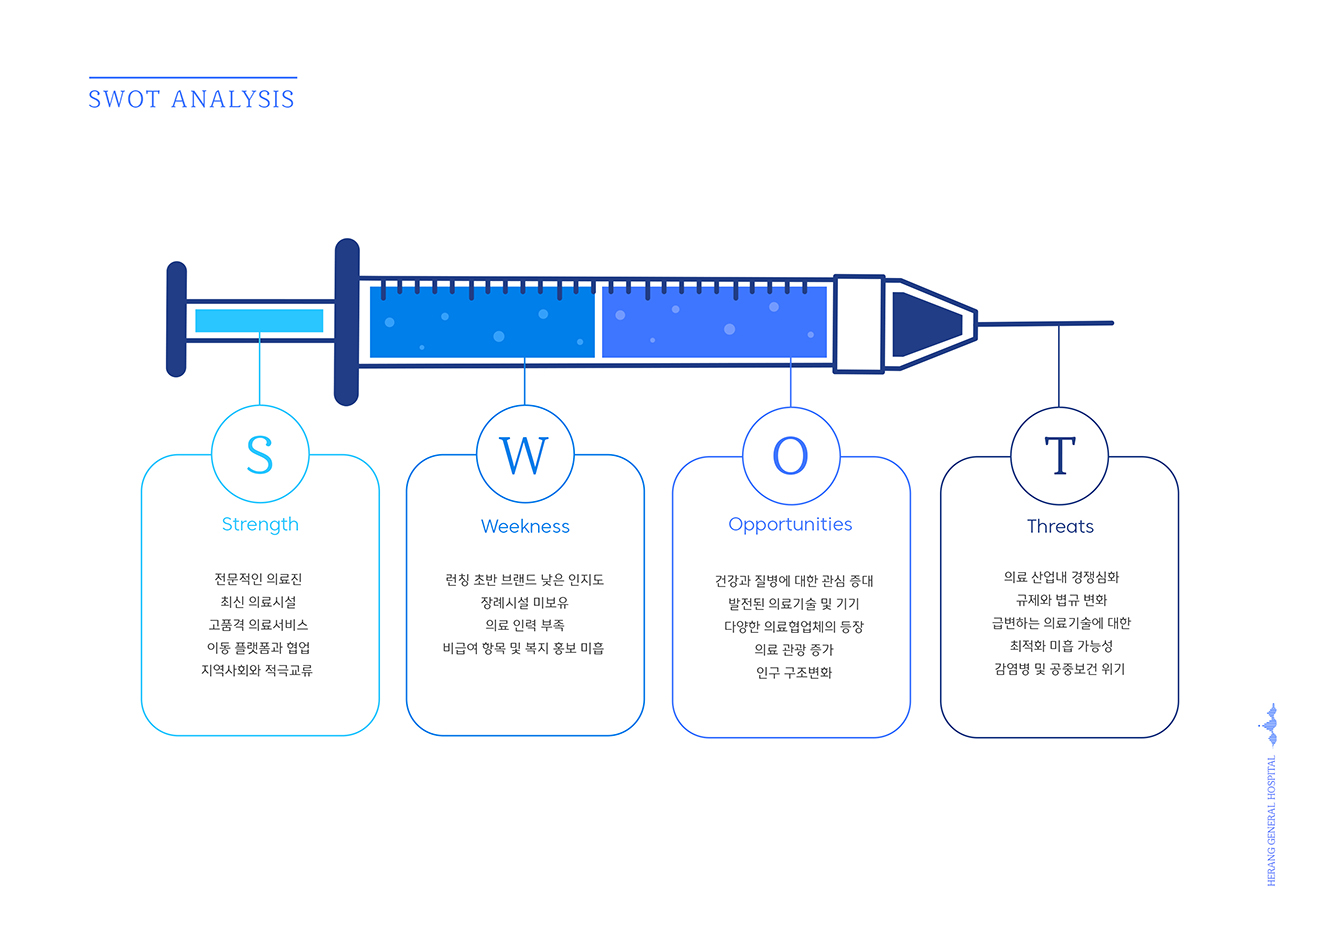 SWOT ANALYSIS
S
Strength
전문적인 의료진
최신 의료시설
고품격 의료서비스
이동 플랫폼과 협업
지역사회와 적극교류
W
Weekness
런칭 초반 브랜드 낮은 인지도
장례시설 미보유
의료 인력 부족
비급여 항목 및 복지 홍보 미흡
O
Opportunities
건강과 질병에 대한 관심 증대
발전된 의료기술 및 기기
다양한 의료협업체의 등장
의료 관광 증가
인구 구조변화
T
Threats
의료 산업내 경쟁심화
규제와 법규 변화
급변하는 의료기술에 대한
최적화 미흡 가능성
감염병 및 공중보건 위기
HERANG GENERAL HOSPITAL